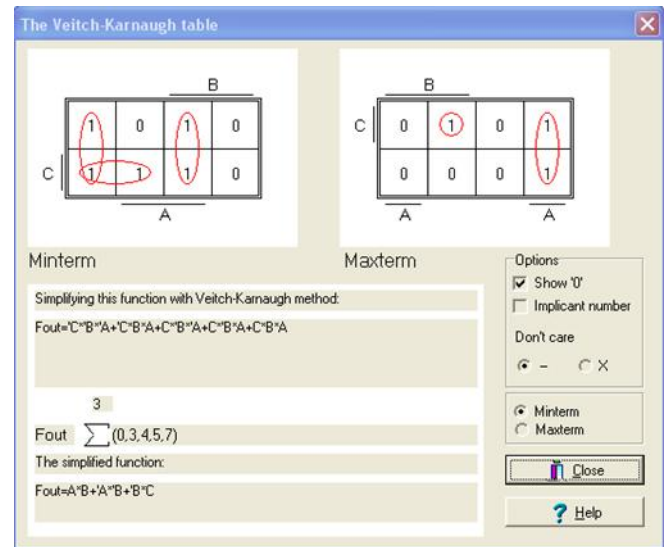 The Veitch-Karnaugh table
B
1 0 1 0
C 1 1 1 0
A
Minterm
B
C 0 1 0 1
0 0 0 1
A A
Maxterm
Simplifying this function with Veitch-Karnaugh method:
Fout='C*'B*'A+'C*B*A+C*'B*'A+C*'B*A+C*B*A
3
Fout ∑(0,3,4,5,7)
The simplified function:
Fout=A*B+'A*'B+'B*C
Options
Show '0'
Implicant number
Don't care
– X
Minterm
Maxterm
Close
? Help